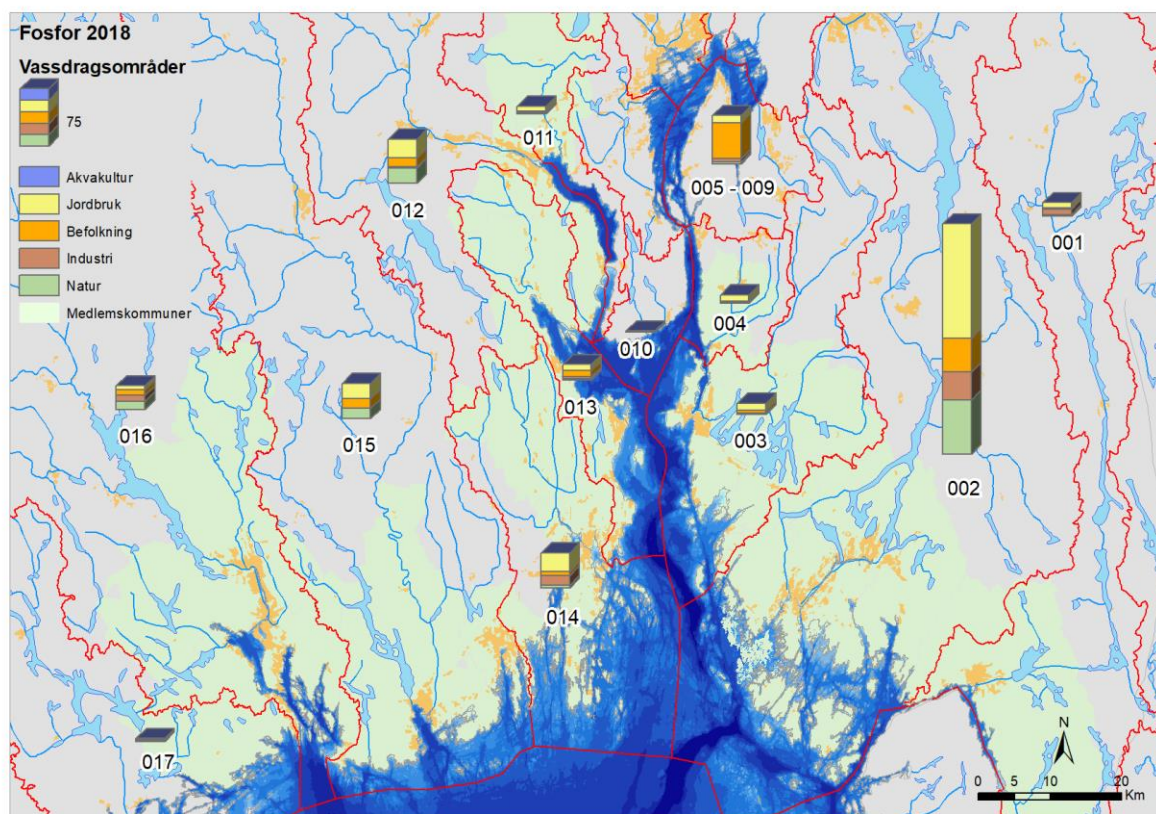 Fosfor 2018
Vassdragsområder
75
Akvakultur
Jordbruk
Befolkning
Industri
Natur
Medlemskommuner
011
012
005 - 009
001
004
010
013
003
016
015
002
014
017
N
0 5 10 20
Km